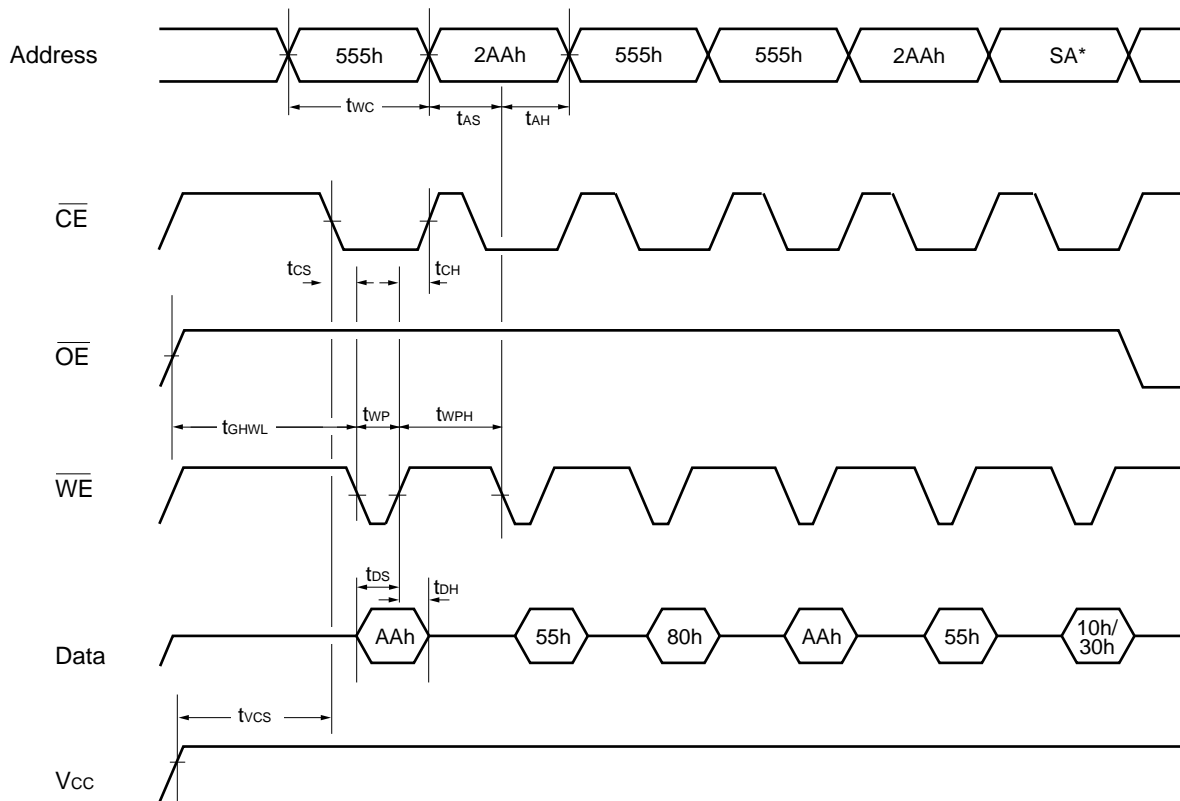 Address
555h 2AAh 555h 555h 2AAh SA*
tWC tAS tAH
CE
tCS tCH
OE
tGHWL tWP tWPH
WE
tDS tDH
Data
AAh 55h 80h AAh 55h 10h/
30h
tVCS
VCC